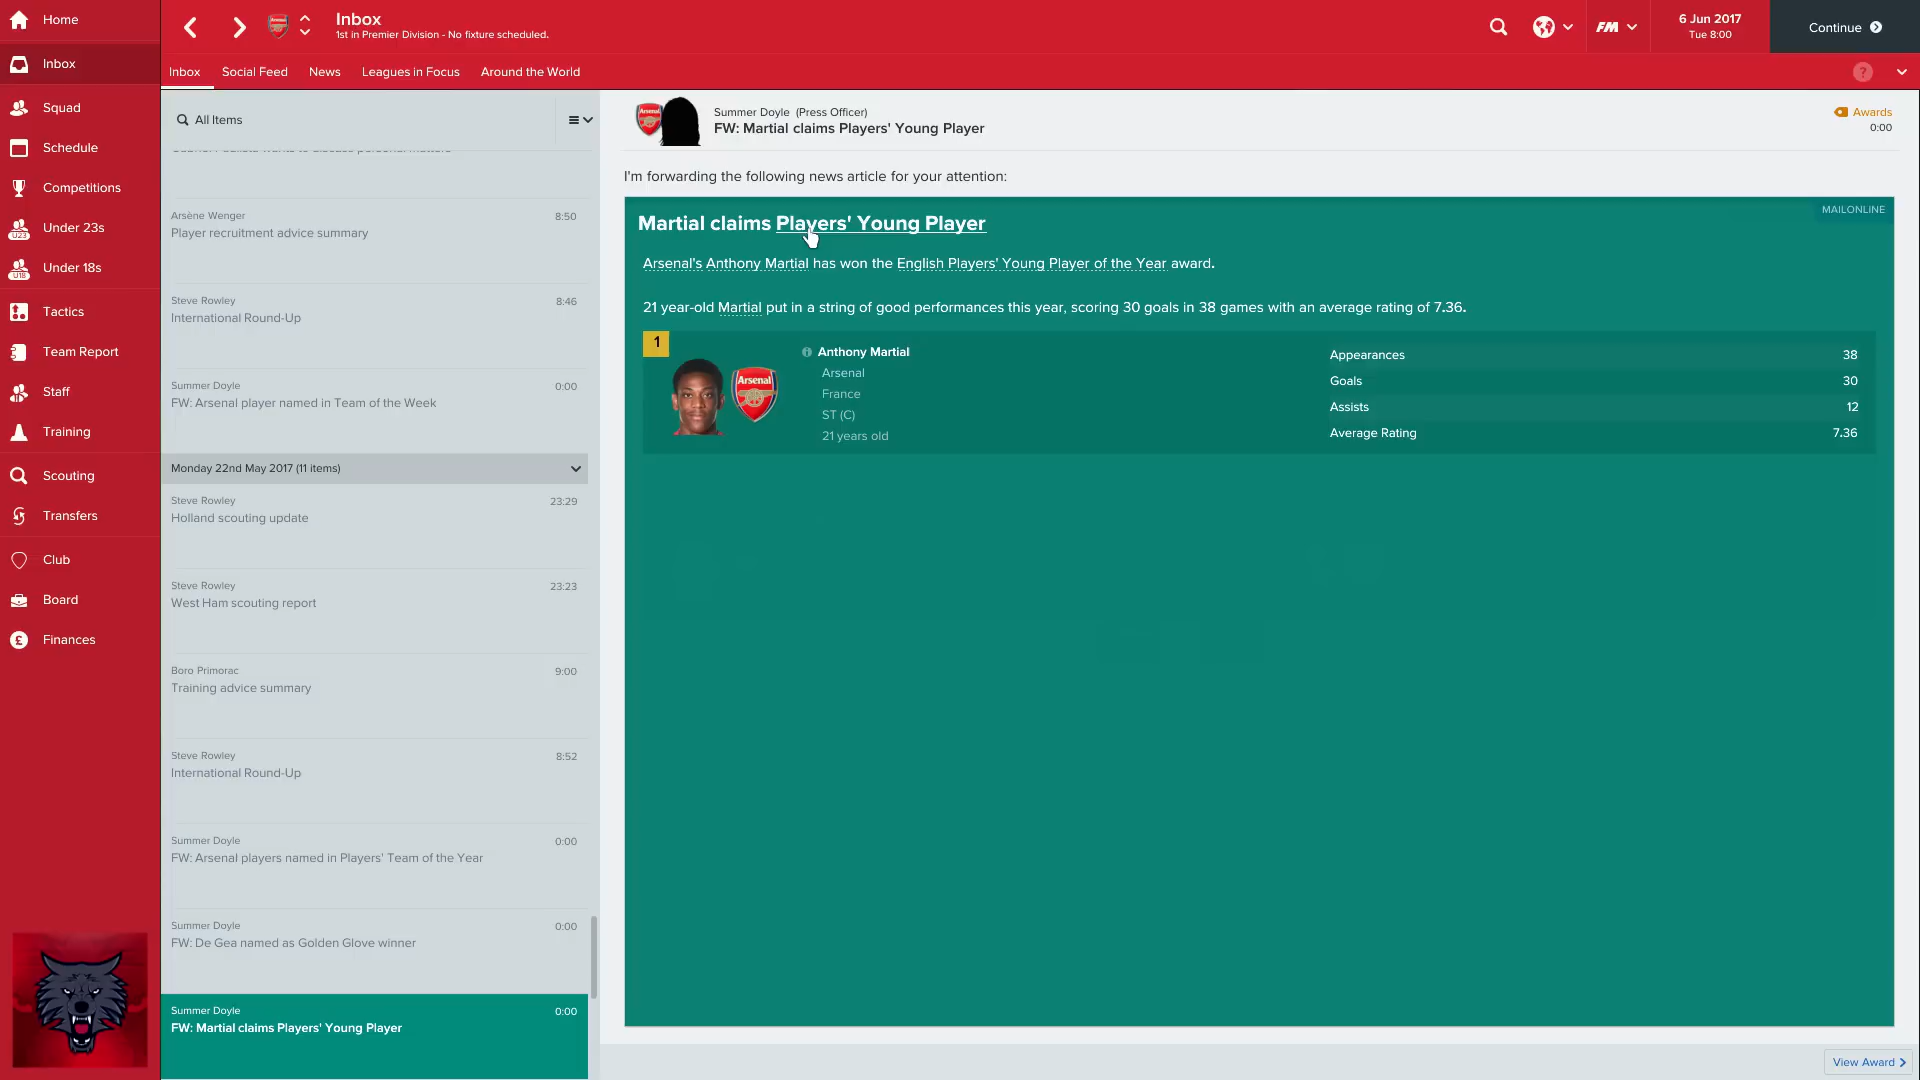 Home
Inbox
Squad
Schedule
Competitions
Under 23s
Under 18s
Tactics
Team Report
Staff
Training
Scouting
Transfers
Club
Board
Finances
Inbox
1st in Premier Division - No fixture scheduled.
FM
6 Jun 2017
Tue 8:00
Continue
Inbox Social Feed News Leagues in Focus Around the World
?
All Items
Arsène Wenger 8:50
Player recruitment advice summary
Steve Rowley 8:46
International Round-Up
Summer Doyle 0:00
FW: Arsenal player named in Team of the Week
Monday 22nd May 2017 (11 items)
Steve Rowley 23:29
Holland scouting update
Steve Rowley 23:23
West Ham scouting report
Boro Primorac 9:00
Training advice summary
Steve Rowley 8:52
International Round-Up
Summer Doyle 0:00
FW: Arsenal players named in Players' Team of the Year
Summer Doyle 0:00
FW: De Gea named as Golden Glove winner
Summer Doyle 0:00
FW: Martial claims Players' Young Player
Summer Doyle (Press Officer)
FW: Martial claims Players' Young Player
Awards
0:00
I'm forwarding the following news article for your attention:
MAILONLINE
Martial claims Players' Young Player
Arsenal's Anthony Martial has won the English Players' Young Player of the Year award.
21 year-old Martial put in a string of good performances this year, scoring 30 goals in 38 games with an average rating of 7.36.
1
Arsenal
Anthony Martial
Arsenal
France
ST (C)
21 years old
Appearances 38
Goals 30
Assists 12
Average Rating 7.36
View Award